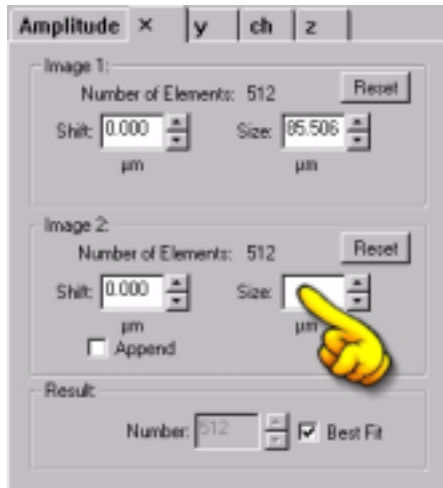 Amplitude × y ch z
Image 1:
Number of Elements: 512 Reset
Shift: 0.000 Size: 85.506
µm µm
Image 2:
Number of Elements: 512 Reset
Shift: 0.000 Size:
µm µm
Append
Result:
Number: 512 Best Fit